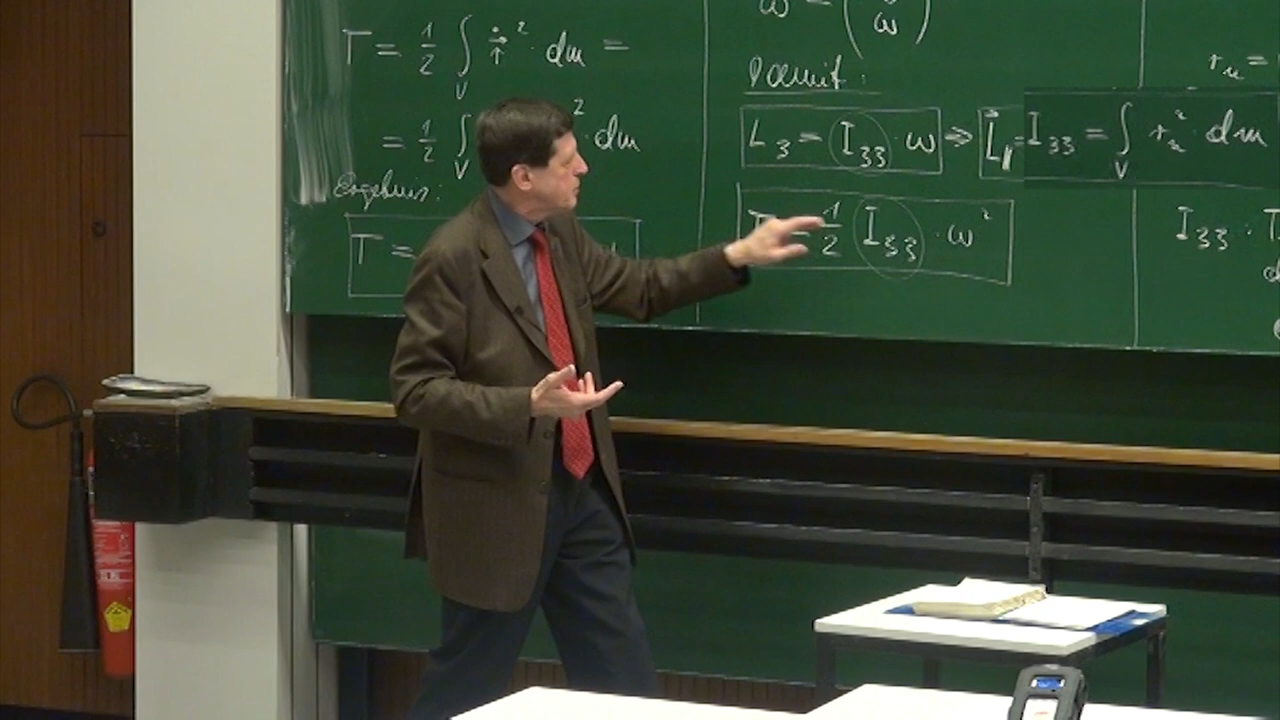 T = 1/2 ∫_V ṙ⃗² · dm =
= 1/2 ∫_V ² · dm
Ergebnis:
T =
ω⃗ = ( ω )
Damit:
L₃ = I₃₃ · ω ⇒ L
T = 1/2 I₃₃ · ω²
r =
I₃₃ = ∫_V r² · dm
I₃₃ :